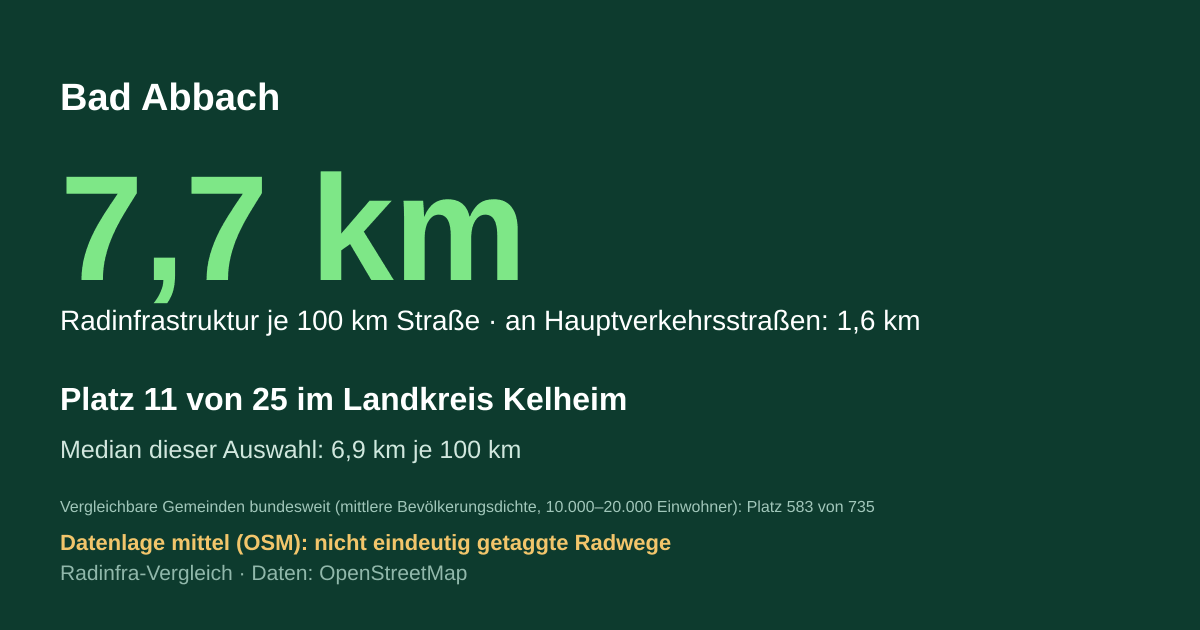 Bad Abbach
7,7 km
Radinfrastruktur je 100 km Straße · an Hauptverkehrsstraßen: 1,6 km
Platz 11 von 25 im Landkreis Kelheim
Median dieser Auswahl: 6,9 km je 100 km
Vergleichbare Gemeinden bundesweit (mittlere Bevölkerungsdichte, 10.000–20.000 Einwohner): Platz 583 von 735
Datenlage mittel (OSM): nicht eindeutig getaggte Radwege
Radinfra-Vergleich · Daten: OpenStreetMap